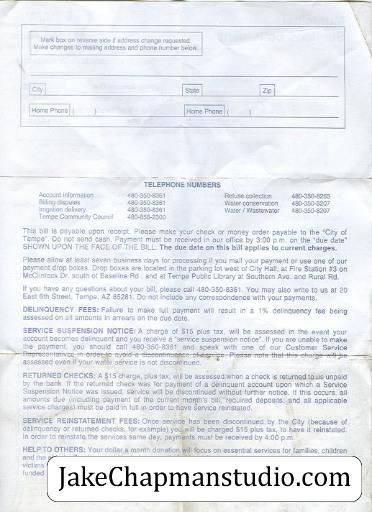 Mark box on reverse side if address change requested.
Make changes to mailing address and phone number below.
City
State
Zip
Home Phone ( )
Home Phone ( )
TELEPHONE NUMBERS
Account information 480-350-8361
Billing disputes 480-350-8361
Irrigation delivery 480-350-8361
Tempe Community Council 480-858-2300
Refuse collection 480-350-8265
Water conservation 480-350-8207
Water / Wastewater 480-350-8207
This bill is payable upon receipt. Please make your check or money order payable to the "City of
Tempe". Do not send cash. Payment must be received in our office by 3:00 p.m. on the "due date"
SHOWN UPON THE FACE OF THE BILL. The due date on this bill applies to current charges.
Please allow at least seven business days for processing if you mail your payment or use one of our
payment drop boxes. Drop boxes are located in the parking lot west of City Hall, at Fire Station #3 on
McClintock Dr. south of Baseline Rd. and at Tempe Public Library at Southern Ave. and Rural Rd.
If you have any questions about your bill, please call 480-350-8361. You may also write to us at 20
East 6th Street, Tempe, AZ 85281. Do not include any correspondence with your payments.
DELINQUENCY FEES: Failure to make full payment will result in a 1% delinquency fee being
assessed on all amounts in arrears on the due date.
SERVICE SUSPENSION NOTICE: A charge of $15 plus tax, will be assessed in the event your
account becomes delinquent and you receive a "service suspension notice". If you are unable to make
the payment, you should call 480-350-8361 and speak with one of our Customer Service
Representatives in order to avoid a discontinuance of service. Please note that this charge will be
assessed even if your water service is not discontinued.
RETURNED CHECKS: A $15 charge, plus tax, will be assessed when a check is returned to us unpaid
by the bank. If the returned check was for payment of a delinquent account upon which a Service
Suspension Notice was issued, service will be discontinued without further notice. If this occurs, all
amounts due (including payment of the current month's bill, required deposits, and all applicable
service charges) must be paid in full in order to have service reinstated.
SERVICE REINSTATEMENT FEES: Once service has been discontinued by the City (because of
delinquency or returned checks, for example) you will be charged $15 plus tax, to have it reinstated.
In order to reinstate the services same day, payments must be received by 4:00 p.m.
HELP TO OTHERS: Your dollar a month donation will focus on essential services for families, children
and the
victims
funded
JakeChapmanstudio.com